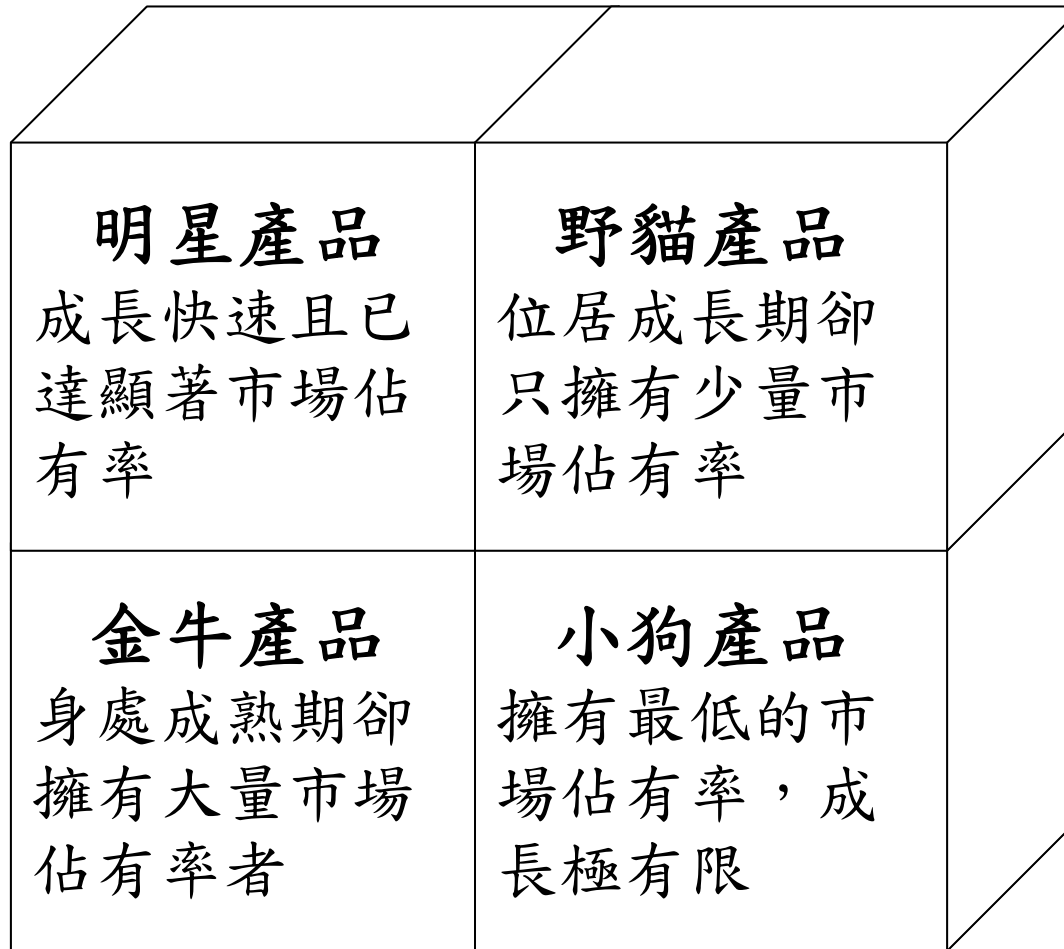 明星產品
成長快速且已
達顯著市場佔
有率
野貓產品
位居成長期卻
只擁有少量市
場佔有率
金牛產品
身處成熟期卻
擁有大量市場
佔有率者
小狗產品
擁有最低的市
場佔有率，成
長極有限